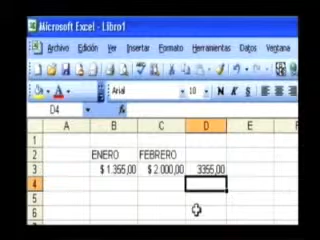 Microsoft Excel - Libro1
Archivo Edición Ver Insertar Formato Herramientas Datos Ventana
Arial 10 N K S
D4 fx
A B C D E
1
2 ENERO FEBRERO
3 $ 1.355,00 $ 2.000,00 3355,00
4
5
6